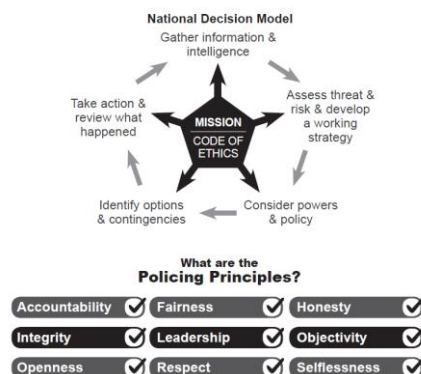 National Decision Model
Gather information &
intelligence
Assess threat &
risk & develop
a working
strategy
Consider powers
& policy
Identify options
& contingencies
Take action &
review what
happened
MISSION
CODE OF
ETHICS
What are the
Policing Principles?
Accountability Fairness Honesty
Integrity Leadership Objectivity
Openness Respect Selflessness